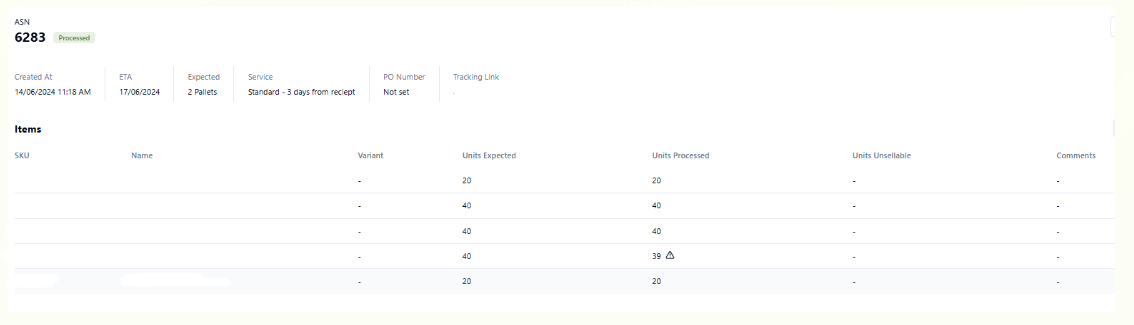 ASN
6283 Processed
Created At ETA Expected Service PO Number Tracking Link
14/06/2024 11:18 AM 17/06/2024 2 Pallets Standard - 3 days from reciept Not set .
Items
SKU Name Variant Units Expected Units Processed Units Unsellable Comments
- 20 20 - -
- 40 40 - -
- 40 40 - -
- 40 39 - -
- 20 20 - -